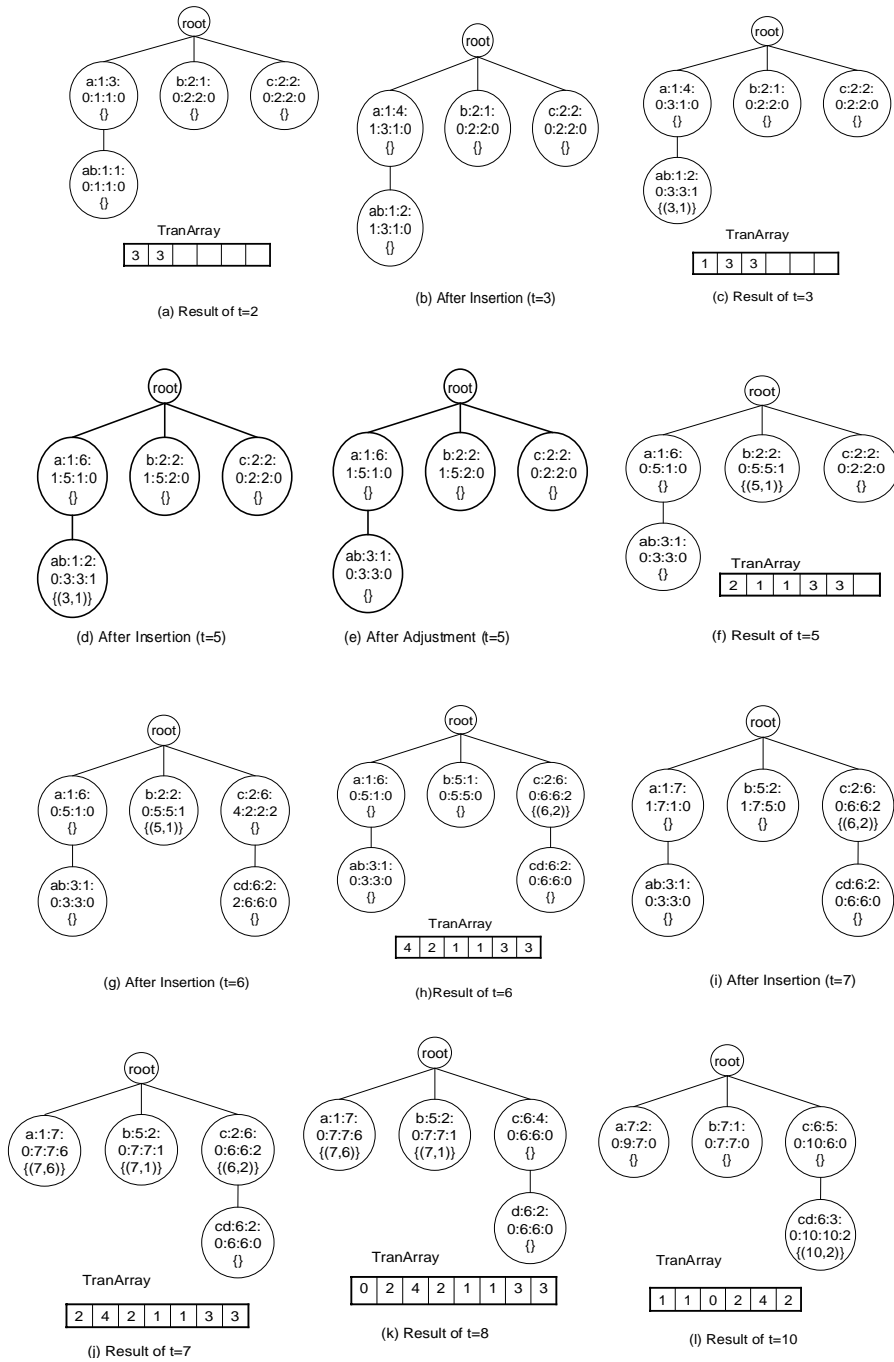 root
a:1:3:
0:1:1:0
{}
b:2:1:
0:2:2:0
{}
c:2:2:
0:2:2:0
{}
ab:1:1:
0:1:1:0
{}
TranArray
3 3
(a) Result of t=2
root
a:1:4:
1:3:1:0
{}
b:2:1:
0:2:2:0
{}
c:2:2:
0:2:2:0
{}
ab:1:2:
1:3:1:0
{}
(b) After Insertion (t=3)
root
a:1:4:
0:3:1:0
{}
b:2:1:
0:2:2:0
{}
c:2:2:
0:2:2:0
{}
ab:1:2:
0:3:3:1
{(3,1)}
TranArray
1 3 3
(c) Result of t=3
root
a:1:6:
1:5:1:0
{}
b:2:2:
1:5:2:0
{}
c:2:2:
0:2:2:0
{}
ab:1:2:
0:3:3:1
{(3,1)}
(d) After Insertion (t=5)
root
a:1:6:
1:5:1:0
{}
b:2:2:
1:5:2:0
{}
c:2:2:
0:2:2:0
{}
ab:3:1:
0:3:3:0
{}
(e) After Adjustment (t=5)
root
a:1:6:
0:5:1:0
{}
b:2:2:
0:5:5:1
{(5,1)}
c:2:2:
0:2:2:0
{}
ab:3:1:
0:3:3:0
{}
TranArray
2 1 1 3 3
(f) Result of t=5
root
a:1:6:
0:5:1:0
{}
b:2:2:
0:5:5:1
{(5,1)}
c:2:6:
4:2:2:2
{}
ab:3:1:
0:3:3:0
{}
cd:6:2:
2:6:6:0
{}
(g) After Insertion (t=6)
root
a:1:6:
0:5:1:0
{}
b:5:1:
0:5:5:0
{}
c:2:6:
0:6:6:2
{(6,2)}
ab:3:1:
0:3:3:0
{}
cd:6:2:
0:6:6:0
{}
TranArray
4 2 1 1 3 3
(h)Result of t=6
root
a:1:7:
1:7:1:0
{}
b:5:2:
1:7:5:0
{}
c:2:6:
0:6:6:2
{(6,2)}
ab:3:1:
0:3:3:0
{}
cd:6:2:
0:6:6:0
{}
(i) After Insertion (t=7)
root
a:1:7:
0:7:7:6
{(7,6)}
b:5:2:
0:7:7:1
{(7,1)}
c:2:6:
0:6:6:2
{(6,2)}
cd:6:2:
0:6:6:0
{}
TranArray
2 4 2 1 1 3 3
(j) Result of t=7
root
a:1:7:
0:7:7:6
{(7,6)}
b:5:2:
0:7:7:1
{(7,1)}
c:6:4:
0:6:6:0
{}
d:6:2:
0:6:6:0
{}
TranArray
0 2 4 2 1 1 3 3
(k) Result of t=8
root
a:7:2:
0:9:7:0
{}
b:7:1:
0:7:7:0
{}
c:6:5:
0:10:6:0
{}
cd:6:3:
0:10:10:2
{(10,2)}
TranArray
1 1 0 2 4 2
(l) Result of t=10